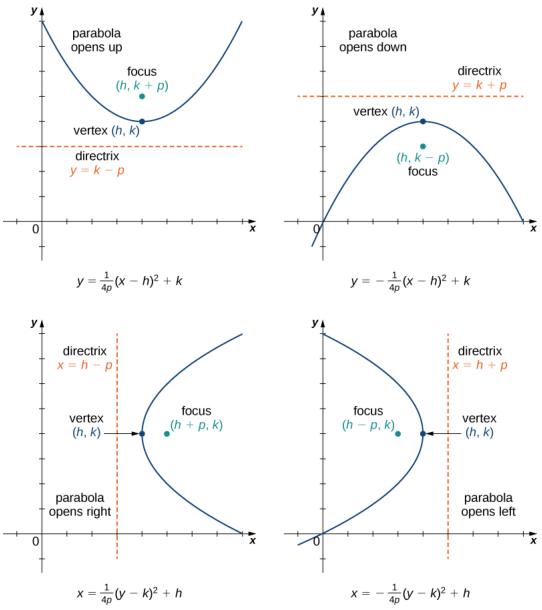 y
parabola
opens up
focus
(h, k + p)
vertex (h, k)
directrix
y = k − p
0
x
y = 1/4p (x − h)² + k
y
parabola
opens down
directrix
y = k + p
vertex (h, k)
(h, k − p)
focus
0
x
y = − 1/4p (x − h)² + k
y
directrix
x = h − p
focus
(h + p, k)
vertex
(h, k)
parabola
opens right
0
x
x = 1/4p (y − k)² + h
y
directrix
x = h + p
focus
(h − p, k)
vertex
(h, k)
parabola
opens left
0
x
x = − 1/4p (y − k)² + h